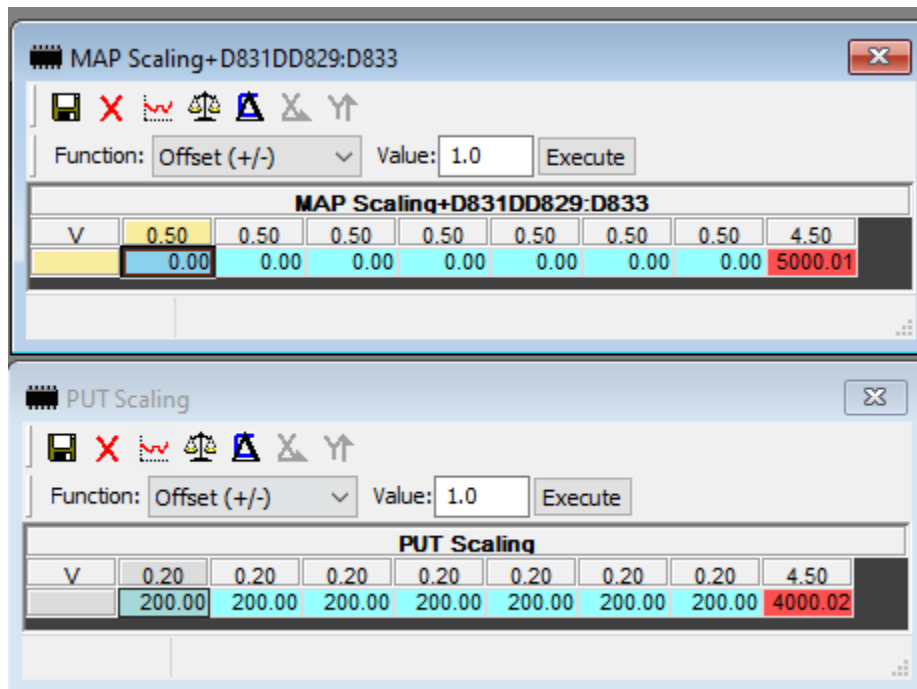 MAP Scaling+D831DD829:D833
Function: Offset (+/-) Value: 1.0 Execute
MAP Scaling+D831DD829:D833
V 0.50 0.50 0.50 0.50 0.50 0.50 0.50 4.50
0.00 0.00 0.00 0.00 0.00 0.00 0.00 5000.01
PUT Scaling
Function: Offset (+/-) Value: 1.0 Execute
PUT Scaling
V 0.20 0.20 0.20 0.20 0.20 0.20 0.20 4.50
200.00 200.00 200.00 200.00 200.00 200.00 200.00 4000.02